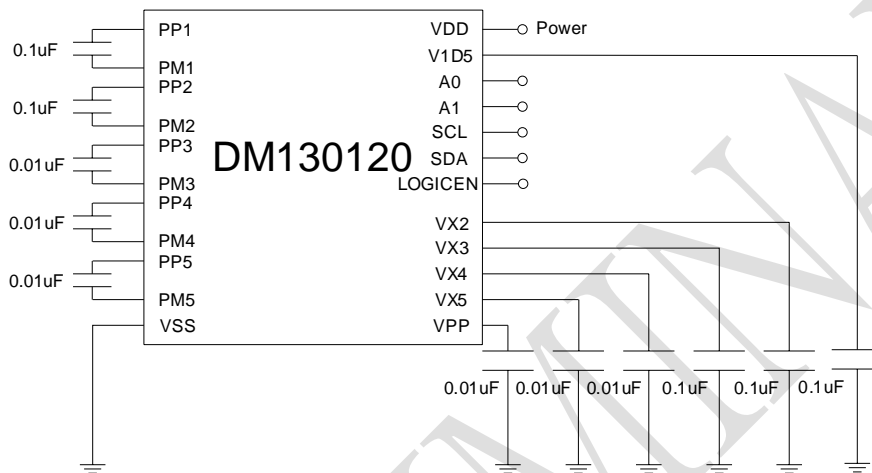 PP1
VDD
Power
0.1uF
V1D5
PM1
A0
PP2
A1
0.1uF
SCL
PM2
PP3
DM130120
SDA
0.01uF
PM3
LOGICEN
PP4
0.01uF
VX2
PM4
VX3
PP5
0.01uF
VX4
PM5
VX5
VSS
VPP
0.01uF 0.01uF 0.01uF 0.1uF 0.1uF 0.1uF